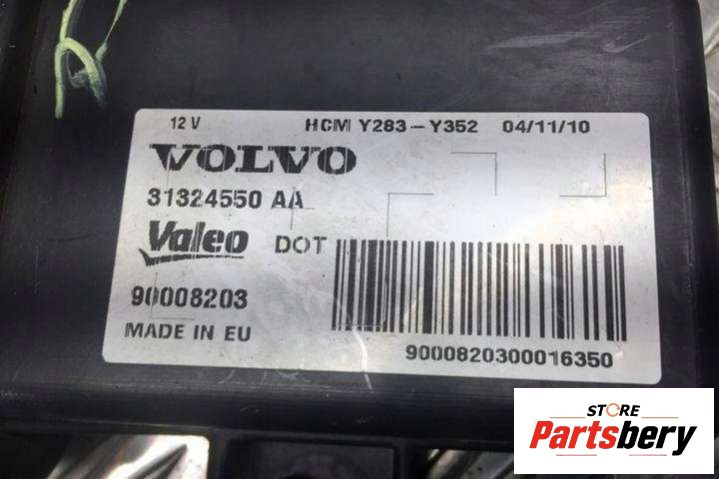 12 V HCM Y283-Y352 04/11/10
VOLVO
31324550 AA
Valeo DOT
90008203
MADE IN EU
9000820300016350
STORE
Partsbery